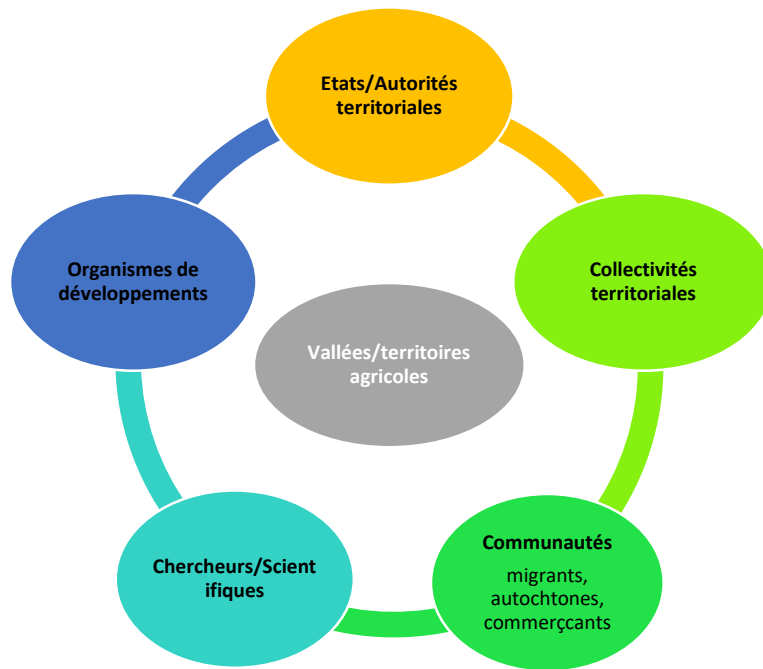 Etats/Autorités
territoriales
Organismes de
développements
Collectivités
territoriales
Vallées/territoires
agricoles
Chercheurs/Scient
ifiques
Communautés
migrants,
autochtones,
commerçcants